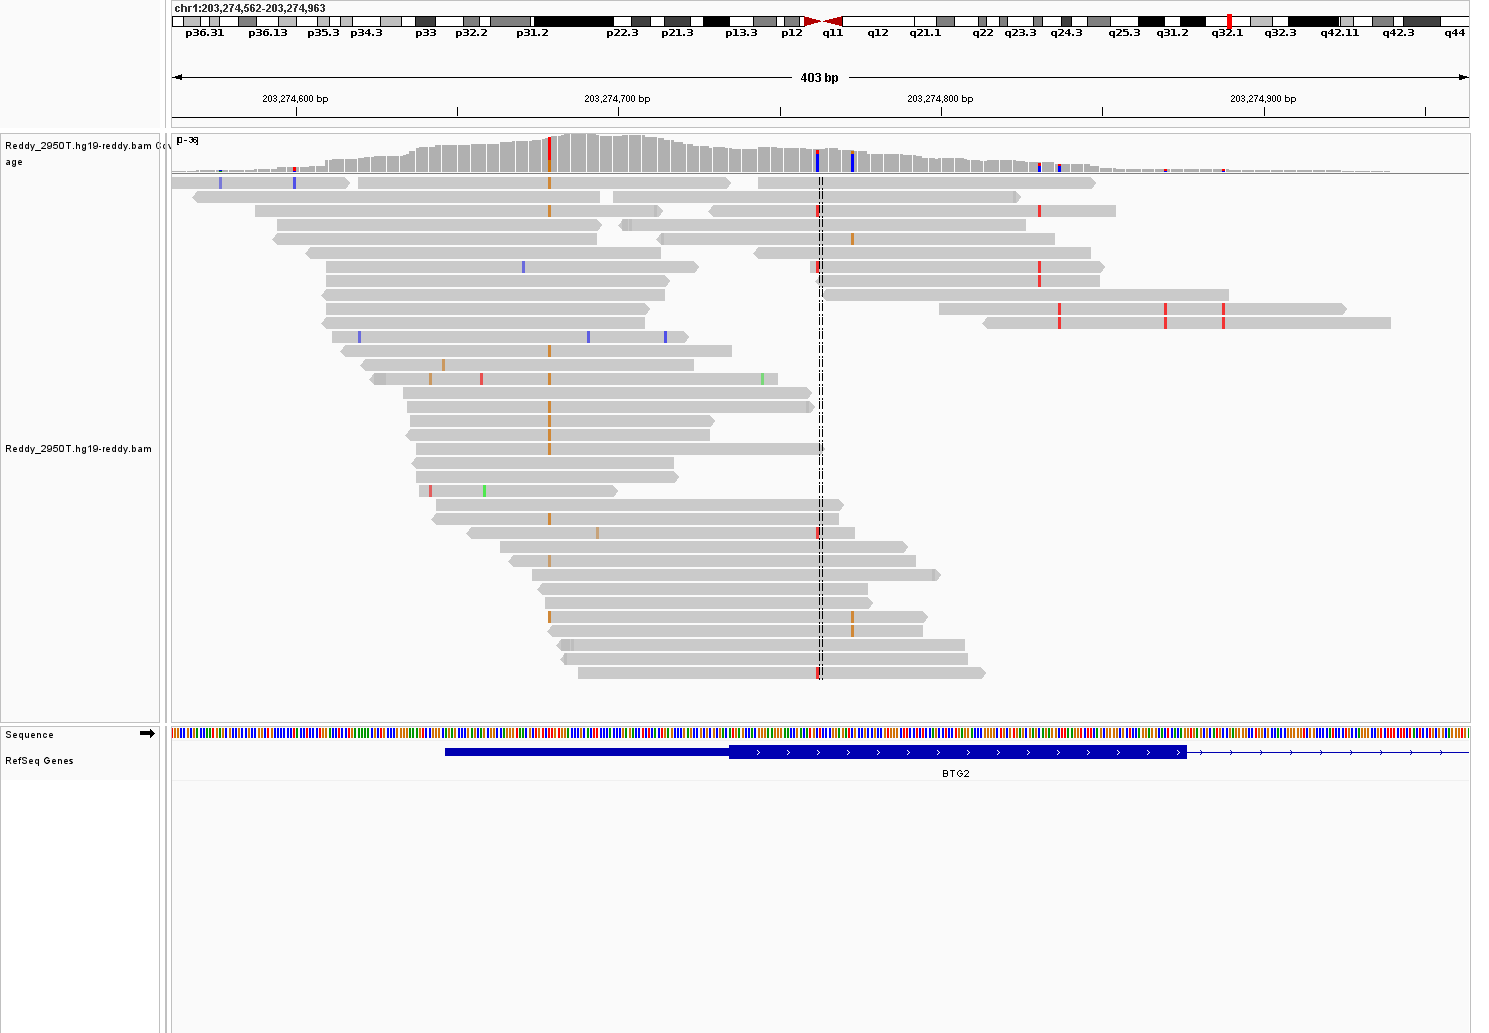 chr1:203,274,562-203,274,963
p36.31 p36.13 p35.3 p34.3 p33 p32.2 p31.2 p22.3 p21.3 p13.3 p12 q11 q12 q21.1 q22 q23.3 q24.3 q25.3 q31.2 q32.1 q32.3 q42.11 q42.3 q44
403 bp
203,274,600 bp 203,274,700 bp 203,274,800 bp 203,274,900 bp
[0-36]
Reddy_2950T.hg19-reddy.bam Cov
age
Reddy_2950T.hg19-reddy.bam
Sequence
RefSeq Genes
BTG2